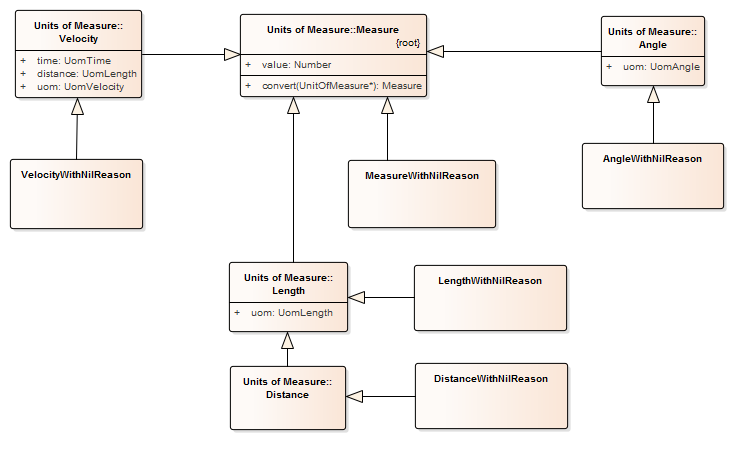 Units of Measure::
Velocity
+ time: UomTime
+ distance: UomLength
+ uom: UomVelocity
Units of Measure::Measure
{root}
+ value: Number
+ convert(UnitOfMeasure*): Measure
Units of Measure::
Angle
+ uom: UomAngle
VelocityWithNilReason
MeasureWithNilReason
AngleWithNilReason
Units of Measure::
Length
+ uom: UomLength
LengthWithNilReason
Units of Measure::
Distance
DistanceWithNilReason